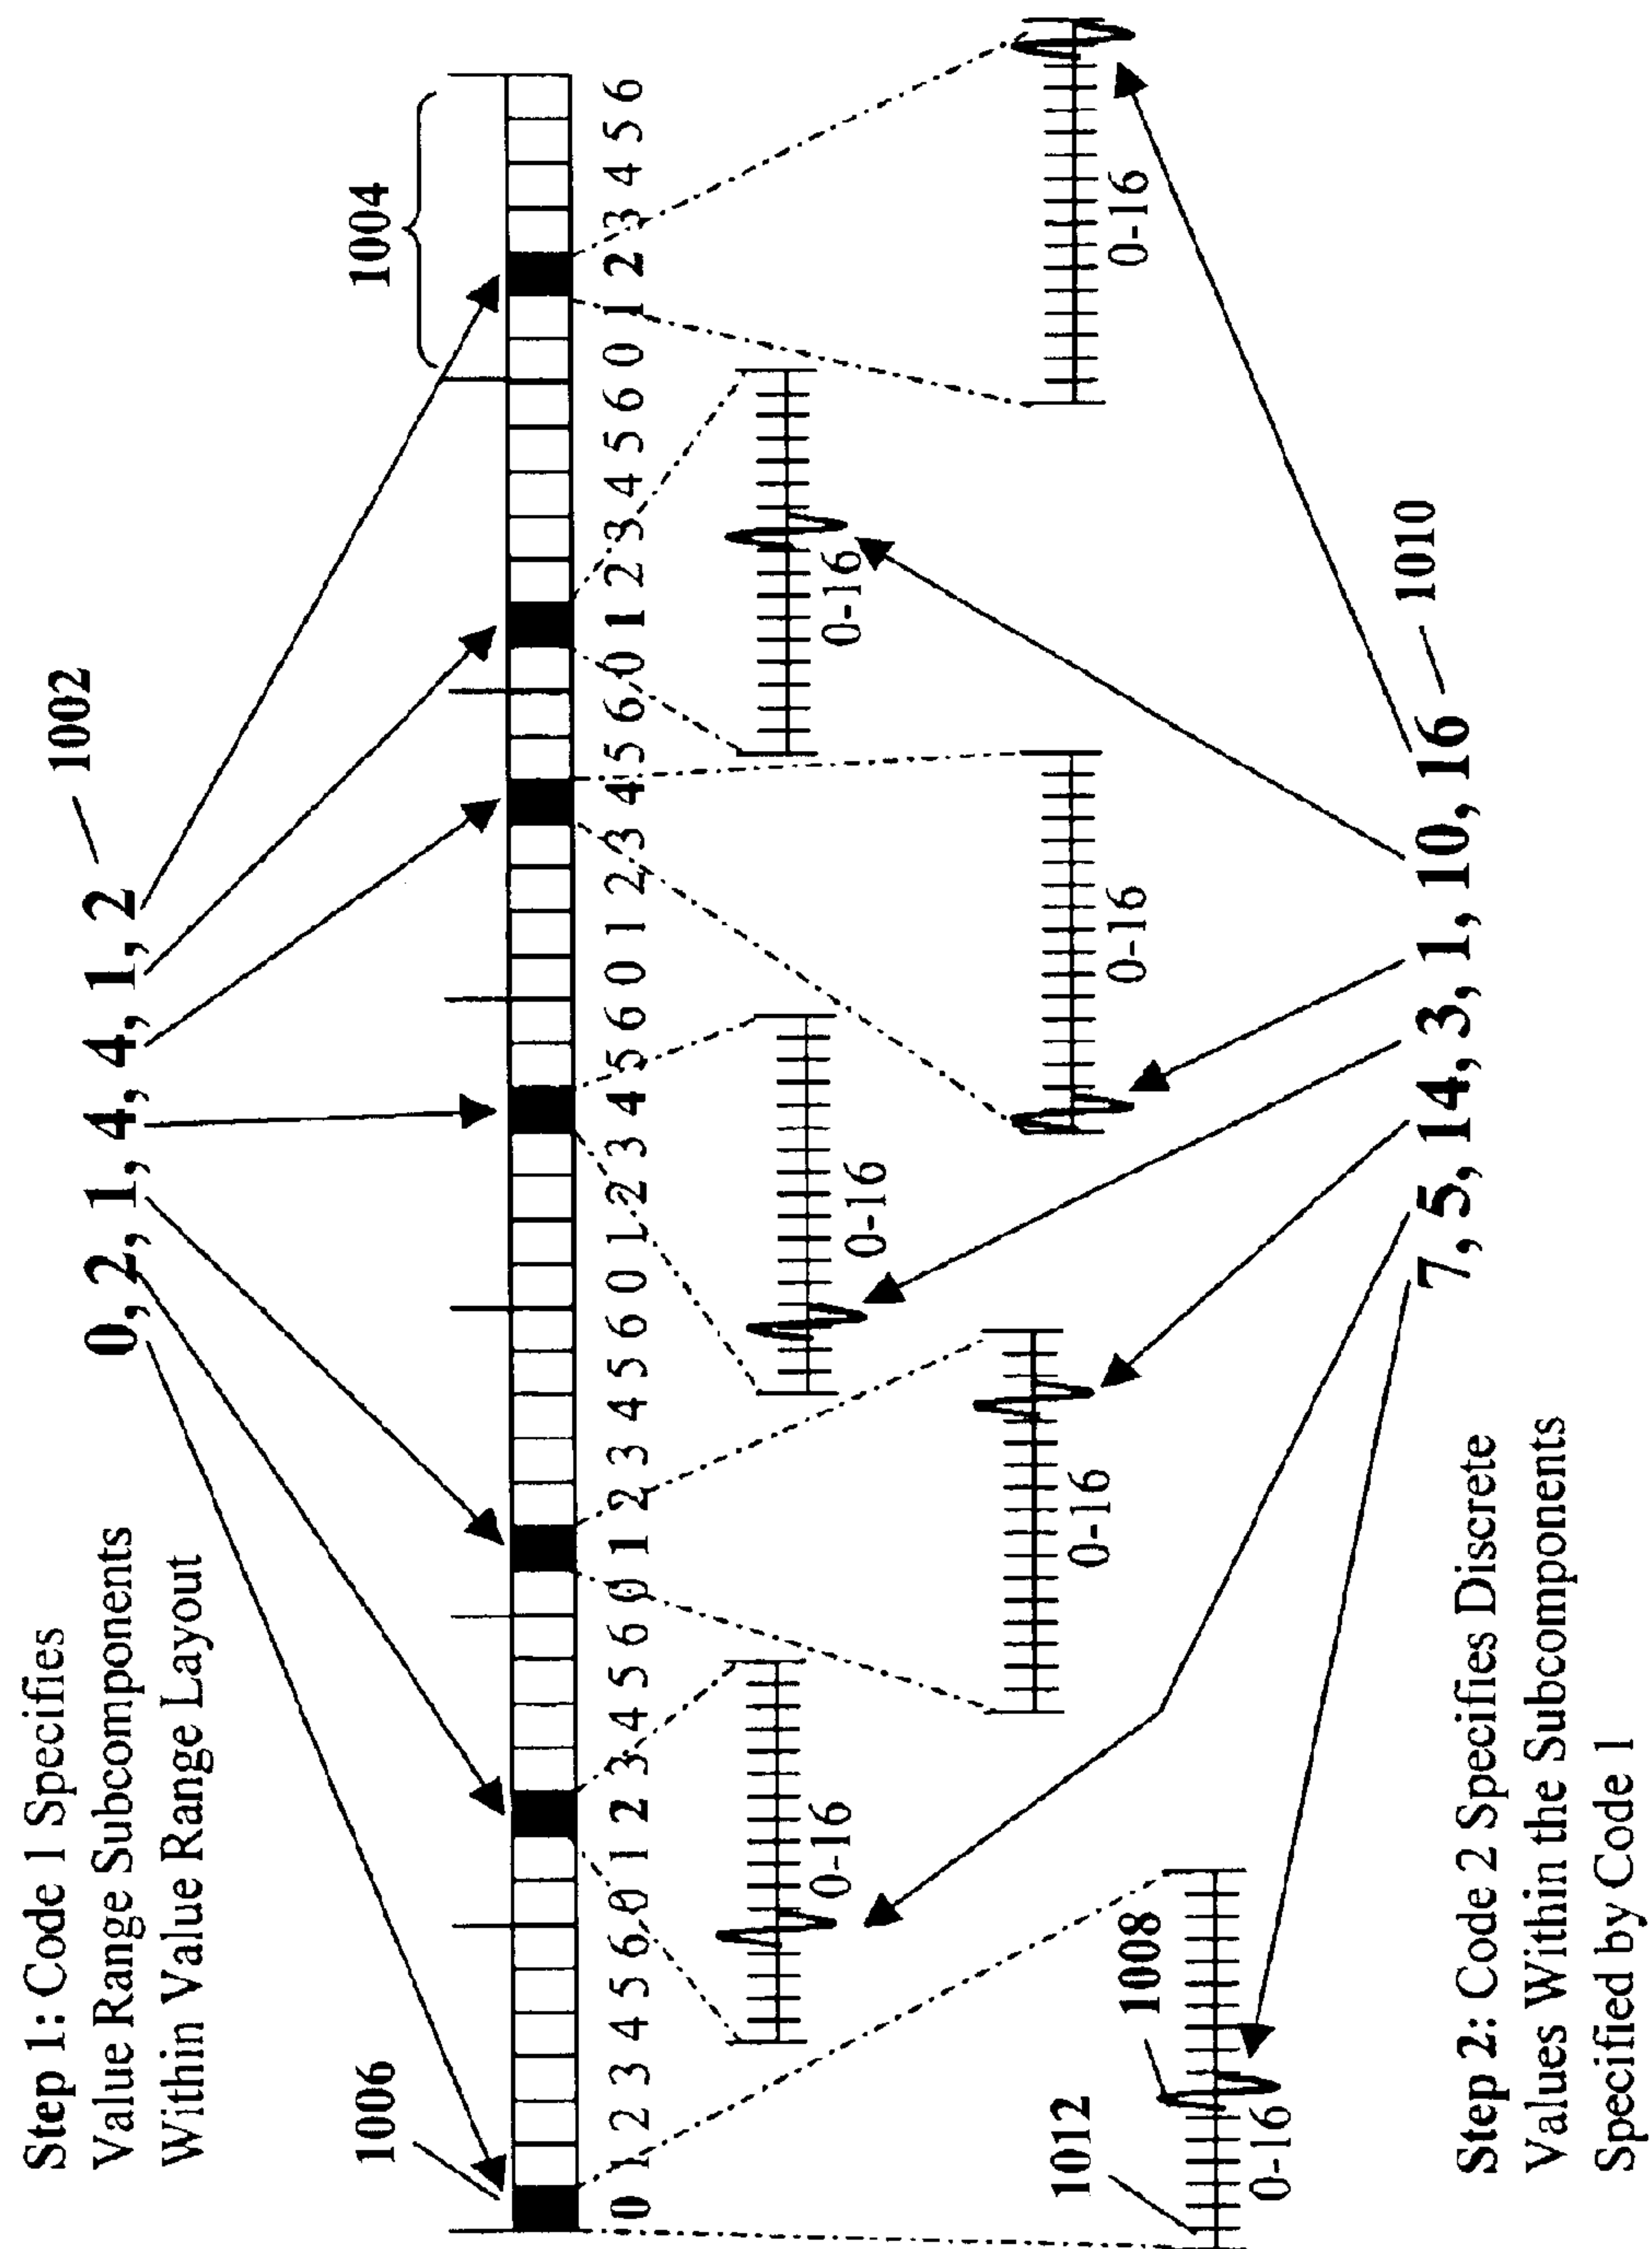 Step 1: Code 1 Specifies
Value Range Subcomponents
Within Value Range Layout
0, 2, 1, 4, 4, 1, 2
1002
1006
1004
0 1 2 3 4 5 6 0 1 2 3 4 5 6 0 1 2 3 4 5 6 0 1 2 3 4 5 6 0 1 2 3 4 5 6 0 1 2 3 4 5 6 0 1 2 3 4 5 6
0-16
0-16
0-16
0-16
0-16
0-16
1012
1008
0-16
7, 5, 14, 3, 1, 10, 16
1010
Step 2: Code 2 Specifies Discrete
Values Within the Subcomponents
Specified by Code 1